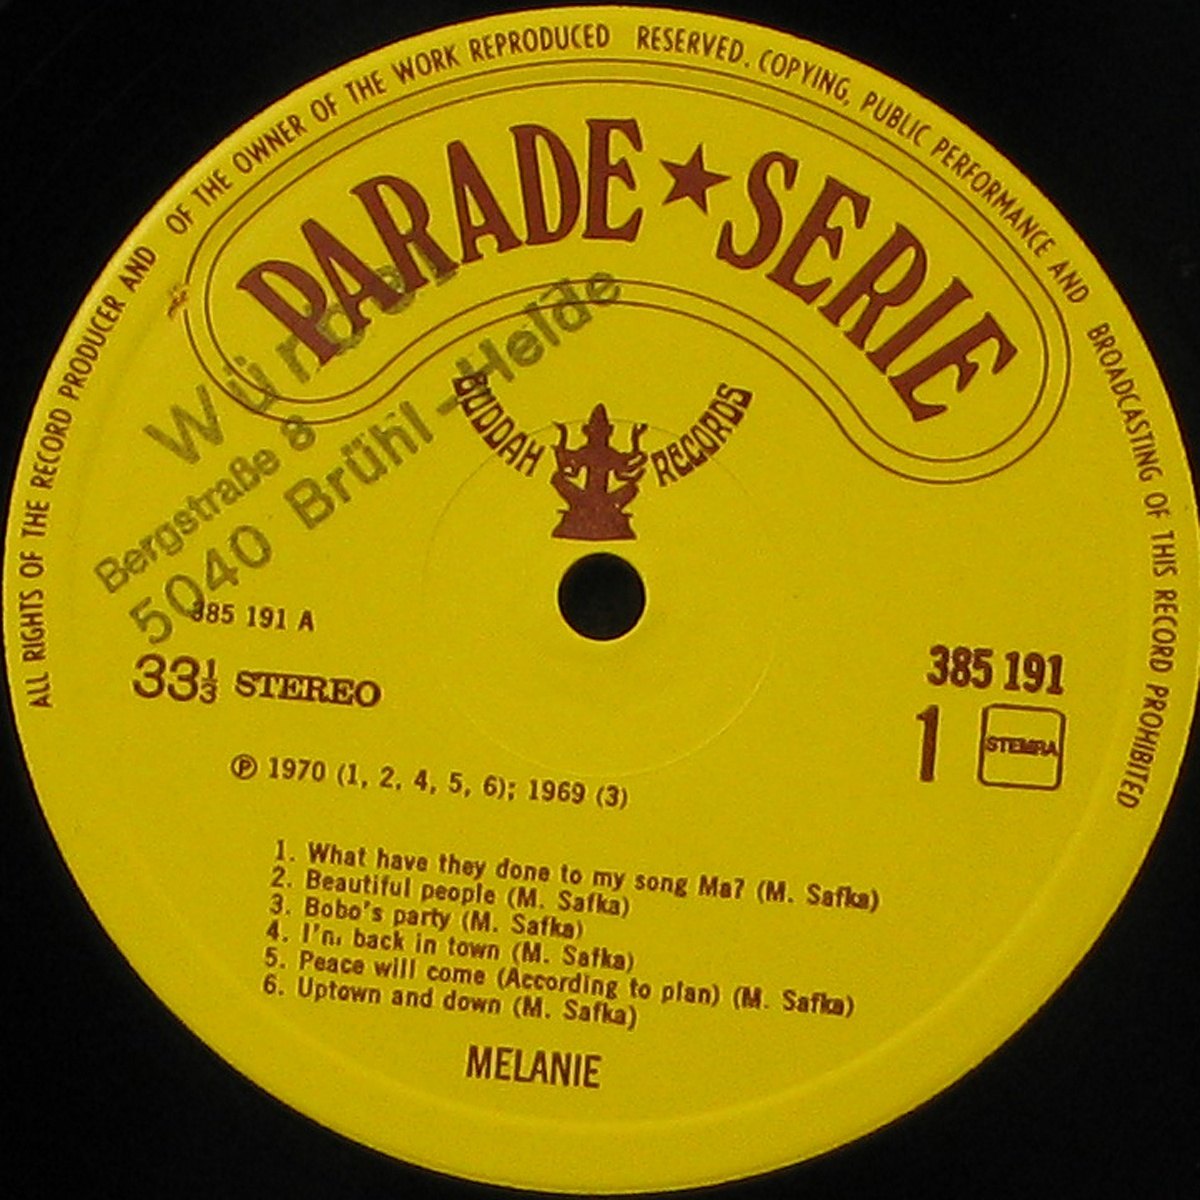 ALL RIGHTS OF THE RECORD PRODUCER AND OF THE OWNER OF THE WORK REPRODUCED RESERVED. COPYING, PUBLIC PERFORMANCE AND BROADCASTING OF THIS RECORD PROHIBITED
PARADE ★ SERIE
BUDDAH RECORDS
Bergstraße 8
5040 Brühl-Heide
385 191 A
33⅓ STEREO
385 191
1
STEMRA
℗ 1970 (1, 2, 4, 5, 6); 1969 (3)
1. What have they done to my song Ma? (M. Safka)
2. Beautiful people (M. Safka)
3. Bobo's party (M. Safka)
4. I'm back in town (M. Safka)
5. Peace will come (According to plan) (M. Safka)
6. Uptown and down (M. Safka)
MELANIE